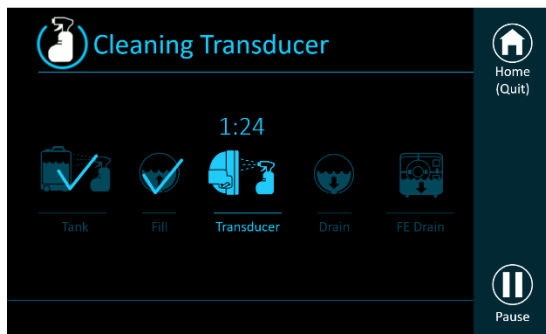 Cleaning Transducer
Home
(Quit)
1:24
Tank
Fill
Transducer
Drain
FE Drain
Pause